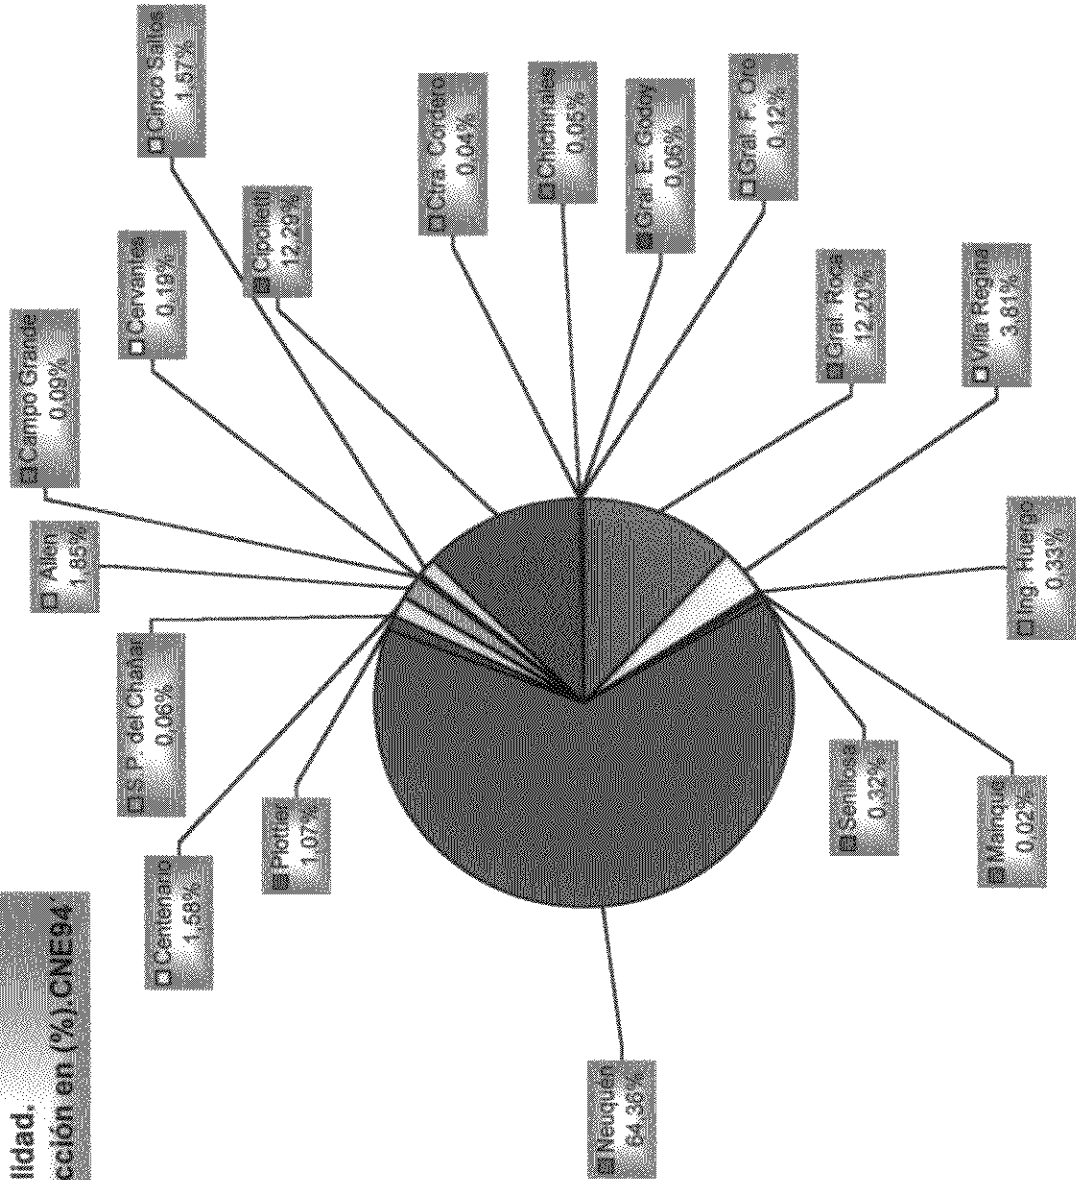 lidad.
cción en (%).CNE94´
Campo Grande
0.09%
Allen
1.85%
S.P. del Chañar
0.06%
Cervantes
0.19%
Cinco Saltos
1.57%
Centenario
1.58%
Cipolletti
12.29%
Plottier
1.07%
Ctra. Cordero
0.04%
Chichinales
0.05%
Neuquén
64.36%
Gral. E. Godoy
0.05%
Gral. F. Oro
0.12%
Gral. Roca
12.20%
Senillosa
0.32%
Villa Regina
3.81%
Mainque
0.02%
Ing. Huergo
0.33%